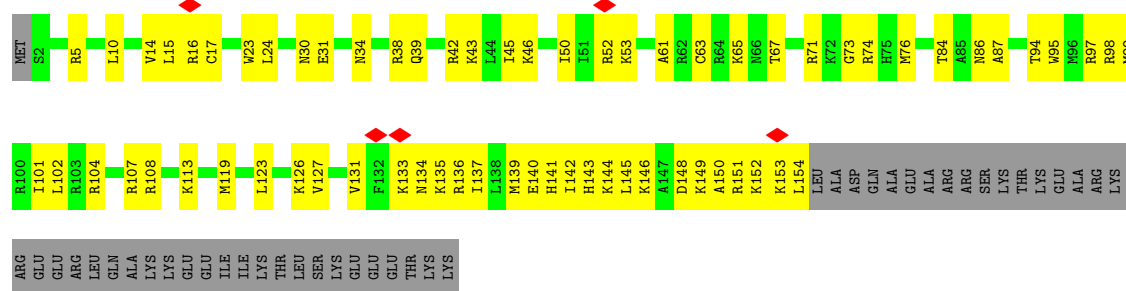 MET S2 R5 L10 V14 L15 R16 C17 W23 L24 N30 E31 N34 R38 Q39 R42 K43 L44 I45 K46 I50 I51 R52 K53 A61 R62 C63 R64 K65 N66 T67 R71 K72 G73 R74 H75 M76 T84 A85 N86 A87 T94 W95 M96 R97 R98
R100 I101 L102 R103 R104 R107 R108 K113 M119 L123 K126 V127 V131 F132 K133 N134 K135 R136 I137 L138 M139 E140 H141 I142 H143 K144 L145 K146 A147 D148 K149 A150 R151 K152 K153 L154 LEU ALA ASP GLN ALA GLU ALA ARG ARG SER LYS THR LYS GLU ALA ARG LYS
ARG GLU GLU ARG LEU GLN ALA LYS LYS GLU GLU ILE ILE LYS THR LEU SER LYS GLU GLU GLU THR LYS LYS